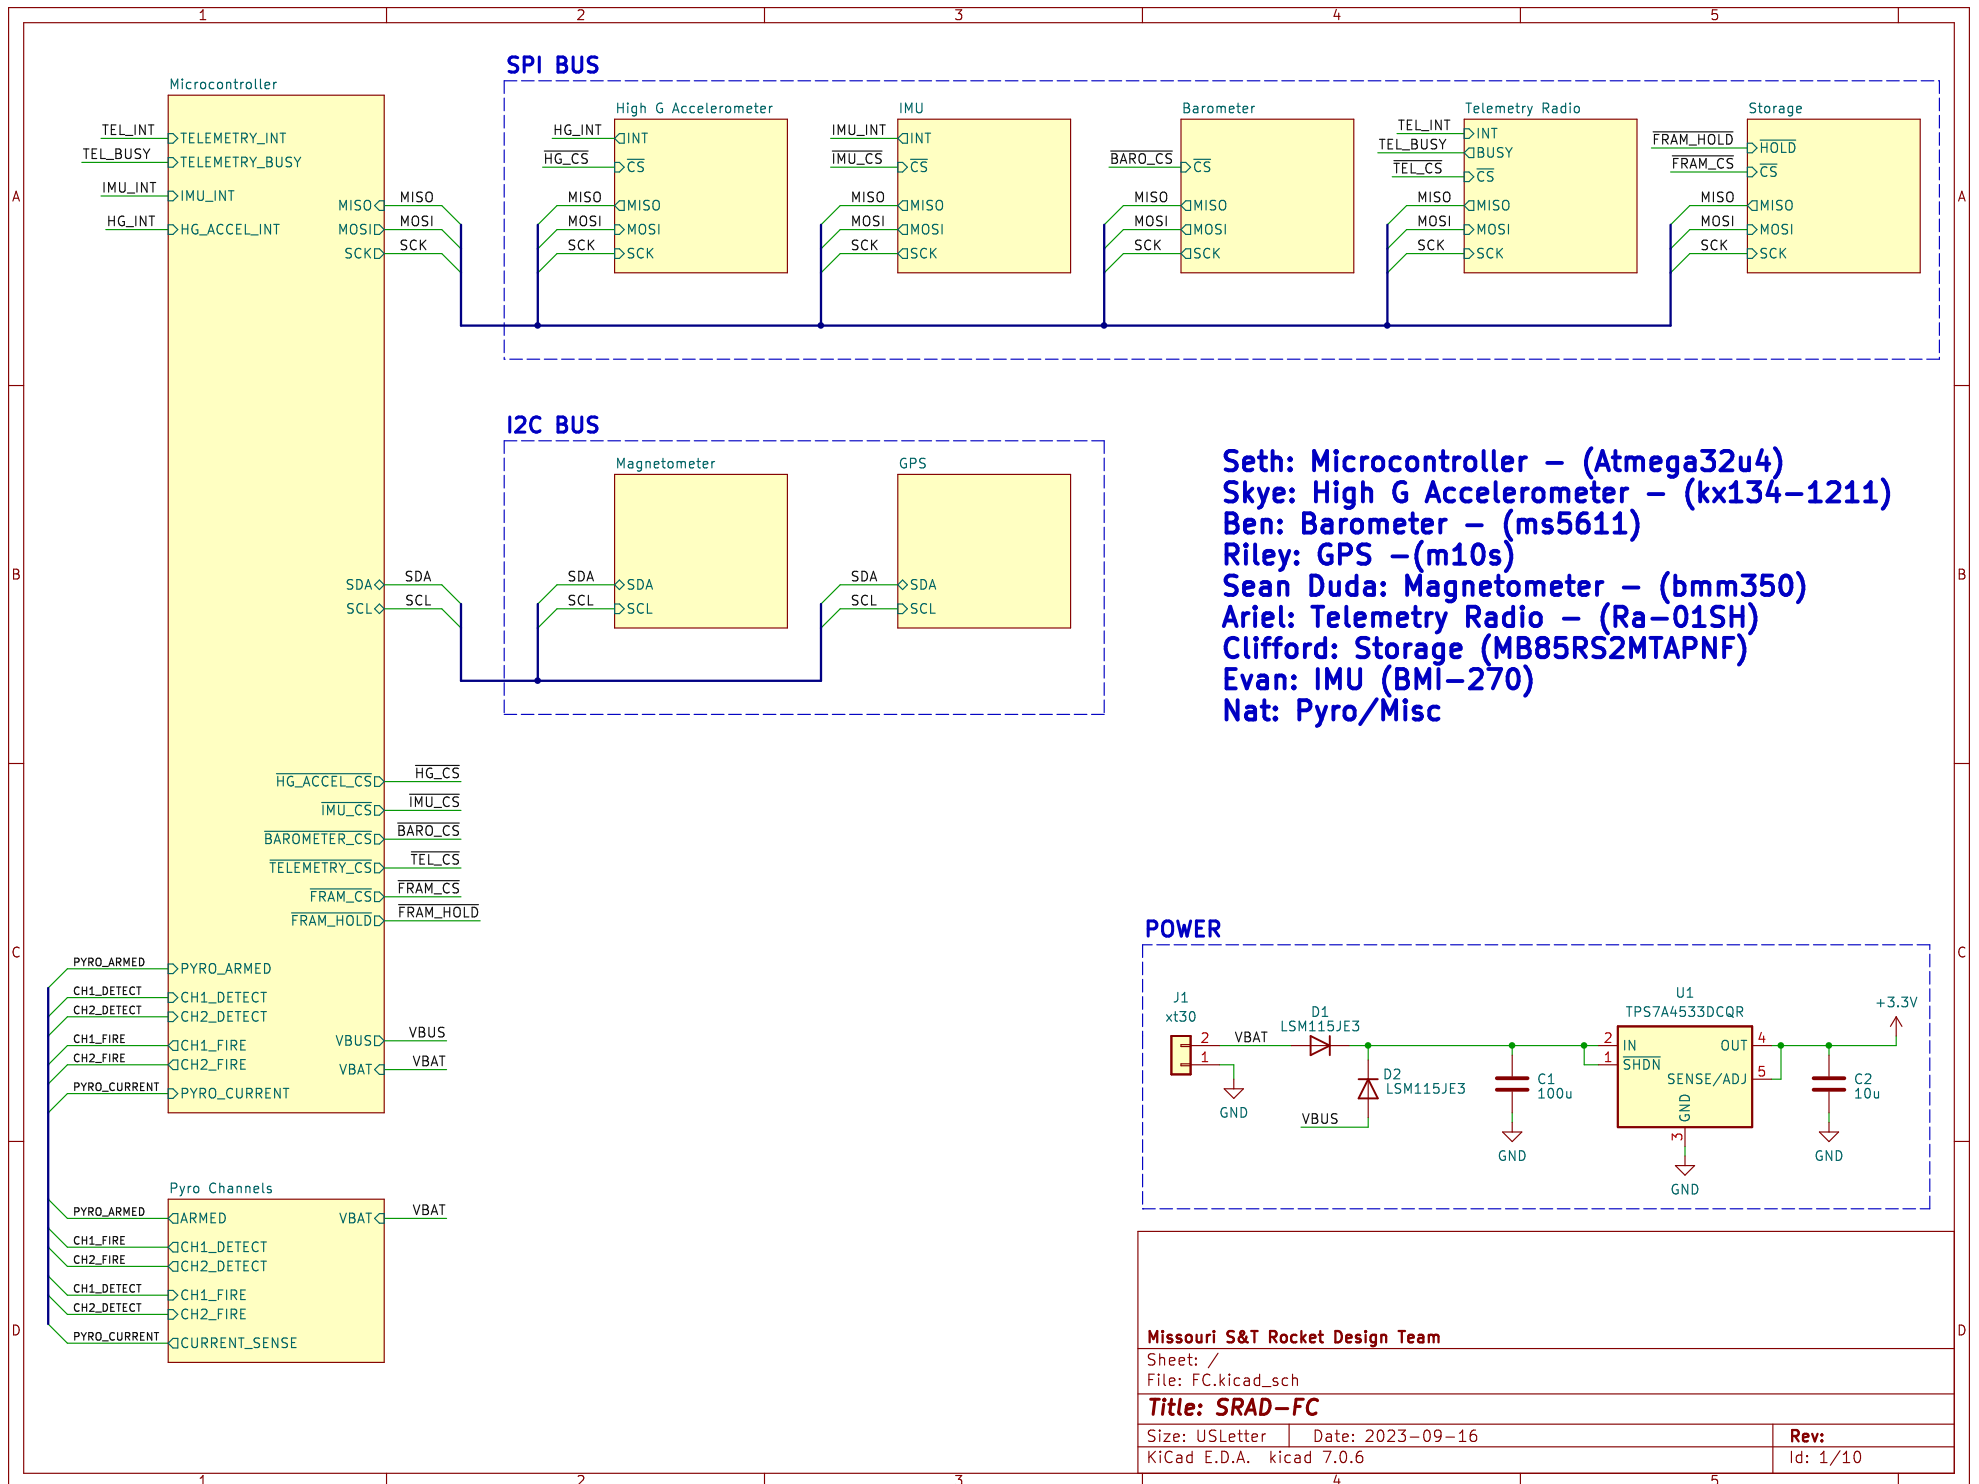 1 2 3 4 5
A
B
C
D
A
B
C
D
Microcontroller
TEL_INT
TELEMETRY_INT
TEL_BUSY
TELEMETRY_BUSY
IMU_INT
IMU_INT
HG_INT
HG_ACCEL_INT
MISO MISO
MOSI MOSI
SCK SCK
SDA SDA
SCL SCL
HG_ACCEL_CS HG_CS
IMU_CS IMU_CS
BAROMETER_CS BARO_CS
TELEMETRY_CS TEL_CS
FRAM_CS FRAM_CS
FRAM_HOLD FRAM_HOLD
PYRO_ARMED PYRO_ARMED
CH1_DETECT CH1_DETECT
CH2_DETECT CH2_DETECT
CH1_FIRE CH1_FIRE
CH2_FIRE CH2_FIRE
PYRO_CURRENT PYRO_CURRENT
VBUS VBUS
VBAT VBAT
Pyro Channels
PYRO_ARMED ARMED
VBAT VBAT
CH1_FIRE CH1_DETECT
CH2_FIRE CH2_DETECT
CH1_DETECT CH1_FIRE
CH2_DETECT CH2_FIRE
PYRO_CURRENT CURRENT_SENSE
SPI BUS
High G Accelerometer
HG_INT INT
HG_CS CS
MISO MISO
MOSI MOSI
SCK SCK
IMU
IMU_INT INT
IMU_CS CS
MISO MISO
MOSI MOSI
SCK SCK
Barometer
BARO_CS CS
MISO MISO
MOSI MOSI
SCK SCK
Telemetry Radio
TEL_INT INT
TEL_BUSY BUSY
TEL_CS CS
MISO MISO
MOSI MOSI
SCK SCK
Storage
FRAM_HOLD HOLD
FRAM_CS CS
MISO MISO
MOSI MOSI
SCK SCK
I2C BUS
Magnetometer
SDA SDA
SCL SCL
GPS
SDA SDA
SCL SCL
Seth: Microcontroller - (Atmega32u4)
Skye: High G Accelerometer - (kx134-1211)
Ben: Barometer - (ms5611)
Riley: GPS -(m10s)
Sean Duda: Magnetometer - (bmm350)
Ariel: Telemetry Radio - (Ra-01SH)
Clifford: Storage (MB85RS2MTAPNF)
Evan: IMU (BMI-270)
Nat: Pyro/Misc
POWER
J1
xt30
2
1
VBAT
GND
D1
LSM115JE3
D2
LSM115JE3
VBUS
C1
100u
GND
U1
TPS7A4533DCQR
2 IN
1 SHDN
OUT 4
SENSE/ADJ 5
GND
3
GND
+3.3V
C2
10u
GND
Missouri S&T Rocket Design Team
Sheet: /
File: FC.kicad_sch
Title: SRAD-FC
Size: USLetter Date: 2023-09-16 Rev:
KiCad E.D.A. kicad 7.0.6 Id: 1/10
1 2 3 4 5